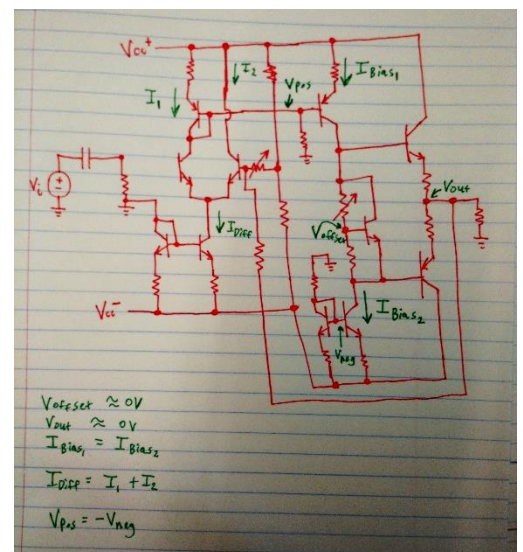 Vcc+
I2
IBias1
Vpos
I1
Vi
Vout
IDiff
Voffset
Vcc-
IBias2
Vneg
Voffset ≈ 0V
Vout ≈ 0V
IBias1 = IBias2
IDiff = I1 + I2
Vpos = -Vneg